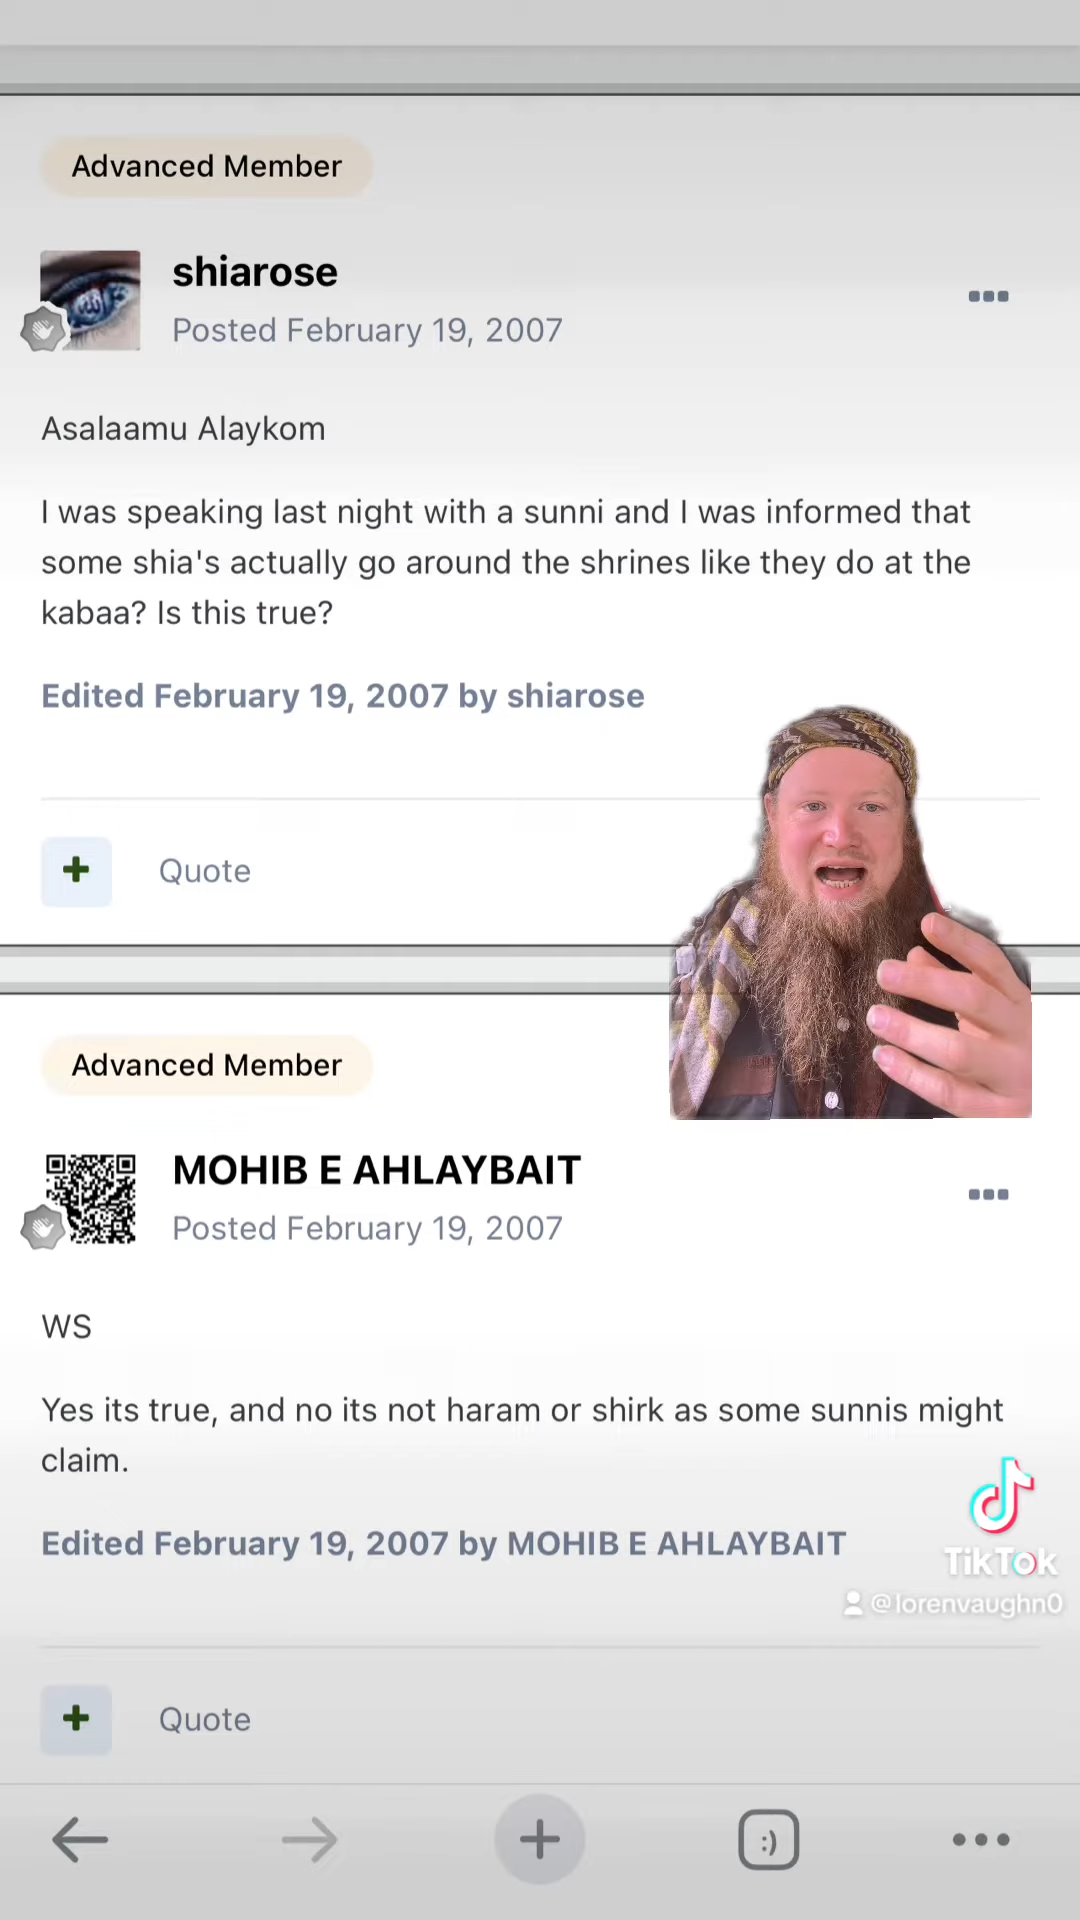 Advanced Member
shiarose
Posted February 19, 2007
Asalaamu Alaykom
I was speaking last night with a sunni and I was informed that
some shia's actually go around the shrines like they do at the
kabaa? Is this true?
Edited February 19, 2007 by shiarose
+ Quote
Advanced Member
MOHIB E AHLAYBAIT
Posted February 19, 2007
WS
Yes its true, and no its not haram or shirk as some sunnis might
claim.
Edited February 19, 2007 by MOHIB E AHLAYBAIT
TikTok
@lorenvaughn0
+ Quote
:)